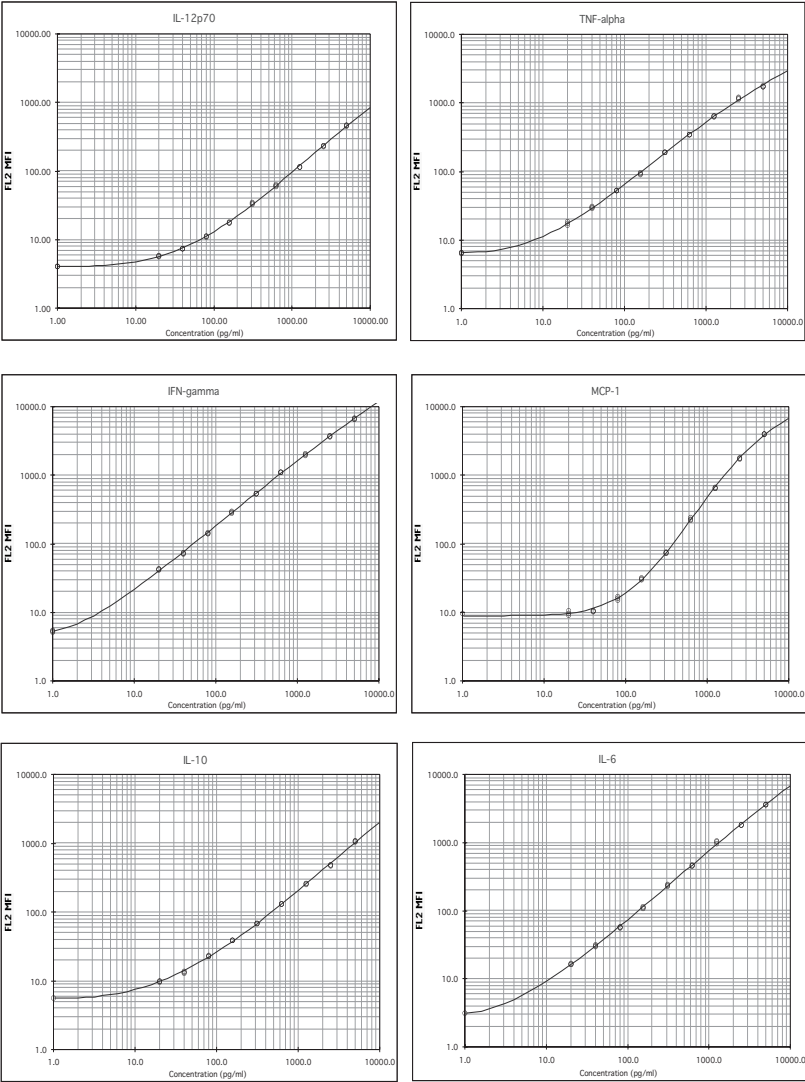 IL-12p70
10000.00
1000.00
100.00
10.00
1.00
FL2 MFI
1.00 10.00 100.00 1000.00 10000.00
Concentration (pg/ml)
TNF-alpha
10000.0
1000.0
100.0
10.0
1.0
FL2 MFI
1.0 10.0 100.0 1000.0 10000.0
Concentration (pg/ml)
IFN-gamma
10000.0
1000.0
100.0
10.0
1.0
FL2 MFI
1.0 10.0 100.0 1000.0 10000.0
Concentration (pg/ml)
MCP-1
10000.0
1000.0
100.0
10.0
1.0
FL2 MFI
1.0 10.0 100.0 1000.0 10000.0
Concentration (pg/ml)
IL-10
10000.0
1000.0
100.0
10.0
1.0
FL2 MFI
1.0 10.0 100.0 1000.0 10000.0
Concentration (pg/ml)
IL-6
10000.0
1000.0
100.0
10.0
1.0
FL2 MFI
1.0 10.0 100.0 1000.0 10000.0
Concentration (pg/ml)